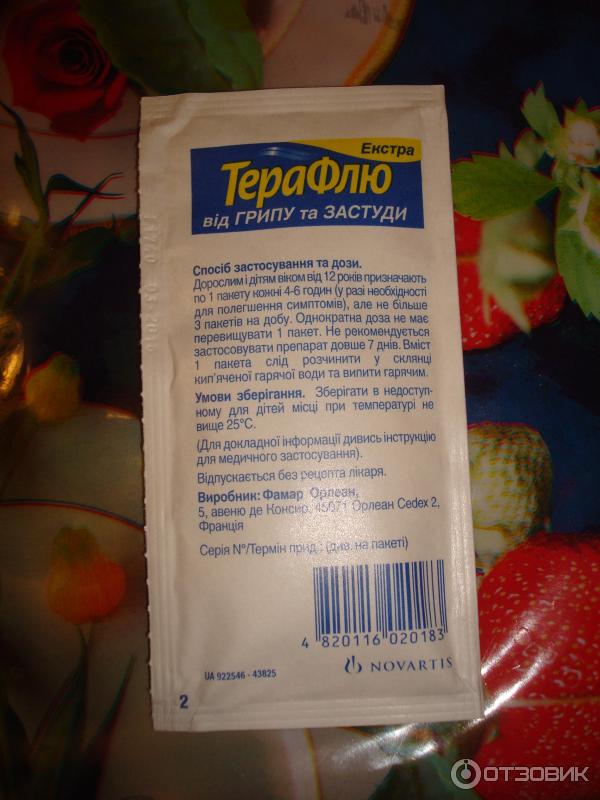 Екстра
ТераФлю
від ГРИПУ та ЗАСТУДИ
Спосіб застосування та дози.
Дорослим і дітям віком від 12 років призначають
по 1 пакету кожні 4-6 годин (у разі необхідності
для полегшення симптомів), але не більше
3 пакетів на добу. Однократна доза не має
перевищувати 1 пакет. Не рекомендується
застосовувати препарат довше 7 днів. Вміст
1 пакета слід розчинити у склянці
кип'яченої гарячої води та випити гарячим.
Умови зберігання. Зберігати в недоступ-
ному для дітей місці при температурі не
вище 25°С.
(Для докладної інформації дивись інструкцію
для медичного застосування).
Відпускається без рецепта лікаря.
Виробник: Фамар Орлеан,
5, авеню де Консир, 45071 Орлеан Cedex 2,
Франція
Серія N°/Термін прид.: (див. на пакеті)
4 820116 020183
UA 922546 - 43825
NOVARTIS
2
ОТЗОВИК